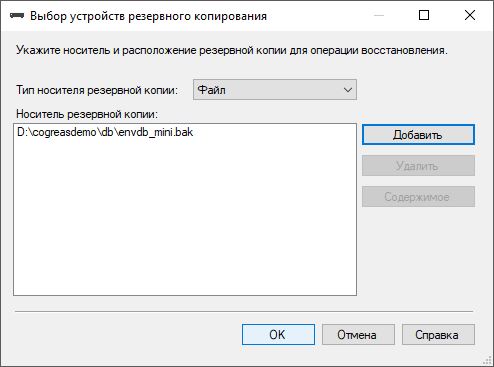 Выбор устройств резервного копирования
Укажите носитель и расположение резервной копии для операции восстановления.
Тип носителя резервной копии: Файл
Носитель резервной копии:
D:\cogreasdemo\db\envdb_mini.bak
Добавить
Удалить
Содержимое
OK
Отмена
Справка